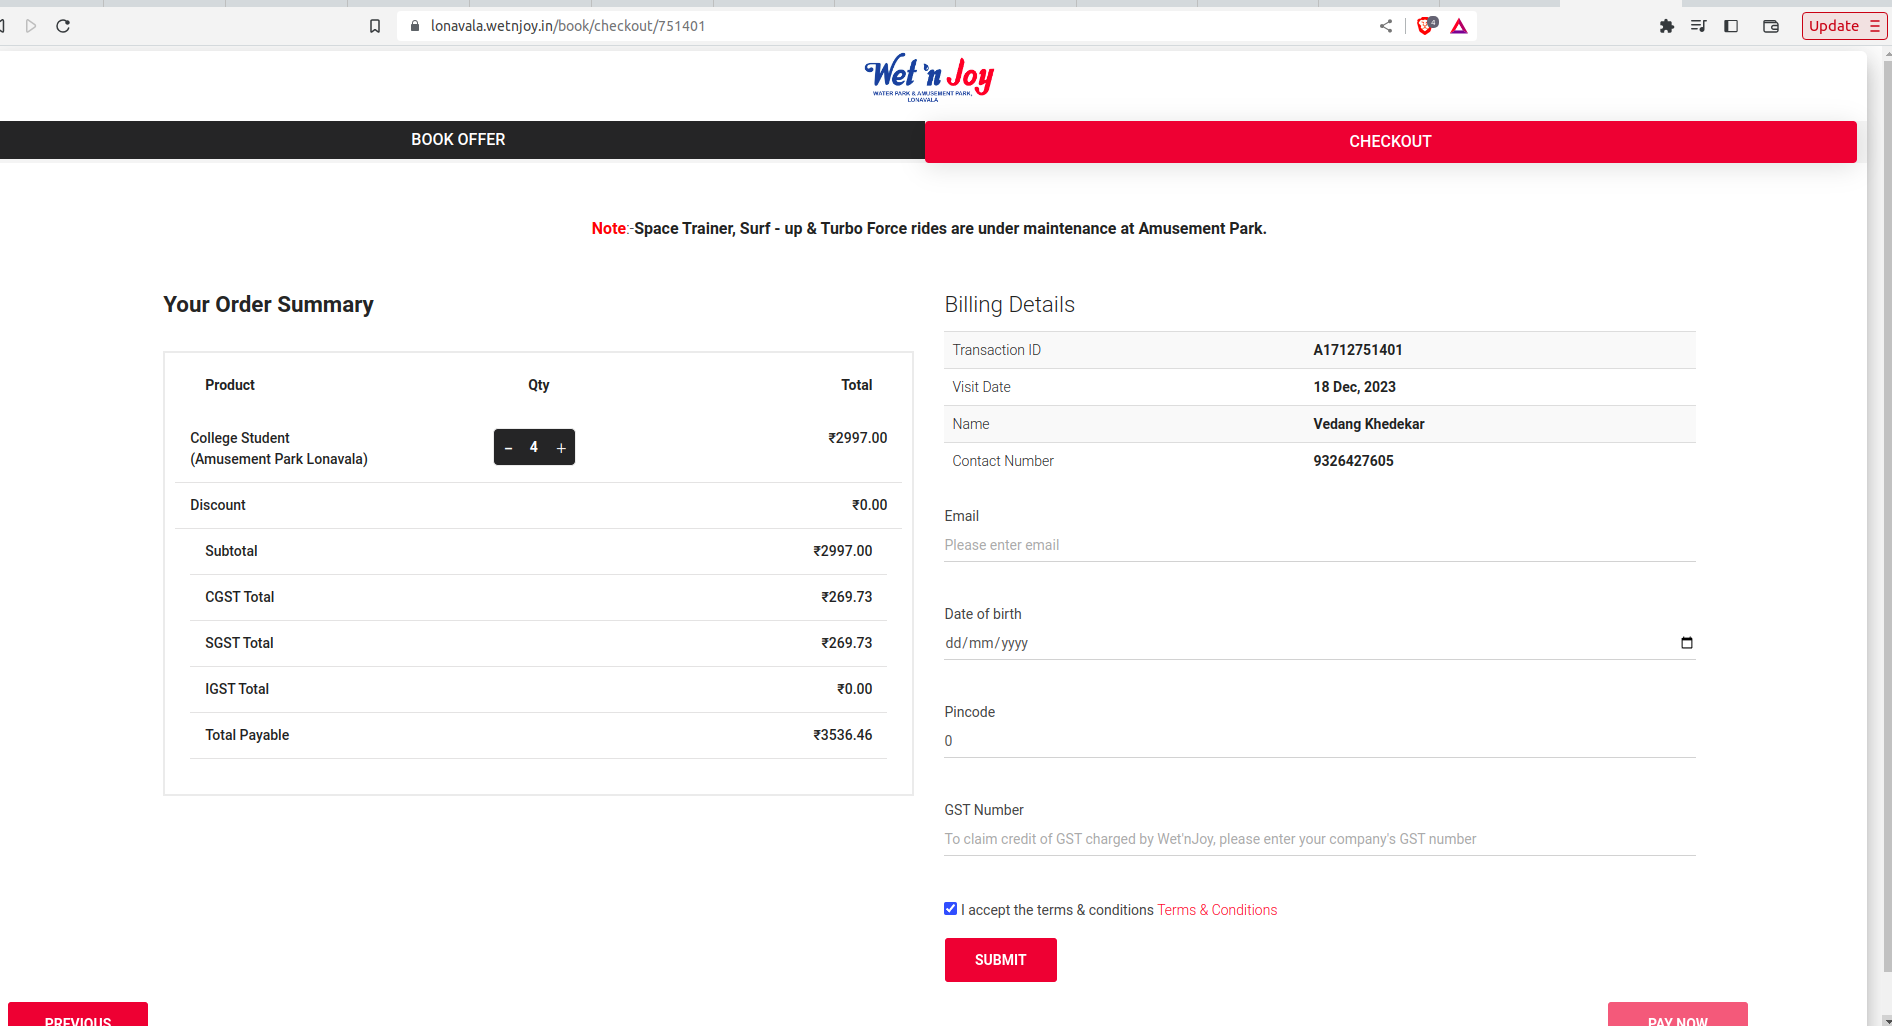 lonavala.wetnjoy.in/book/checkout/751401
4
Update
Wet 'n Joy
WATER PARK & AMUSEMENT PARK,
LONAVALA
BOOK OFFER
CHECKOUT
Note:-Space Trainer, Surf - up & Turbo Force rides are under maintenance at Amusement Park.
Your Order Summary
Product Qty Total
College Student
(Amusement Park Lonavala)
- 4 +
₹2997.00
Discount ₹0.00
Subtotal ₹2997.00
CGST Total ₹269.73
SGST Total ₹269.73
IGST Total ₹0.00
Total Payable ₹3536.46
Billing Details
Transaction ID A1712751401
Visit Date 18 Dec, 2023
Name Vedang Khedekar
Contact Number 9326427605
Email
Please enter email
Date of birth
dd/mm/yyyy
Pincode
0
GST Number
To claim credit of GST charged by Wet'nJoy, please enter your company's GST number
I accept the terms & conditions Terms & Conditions
SUBMIT
PREVIOUS
PAY NOW